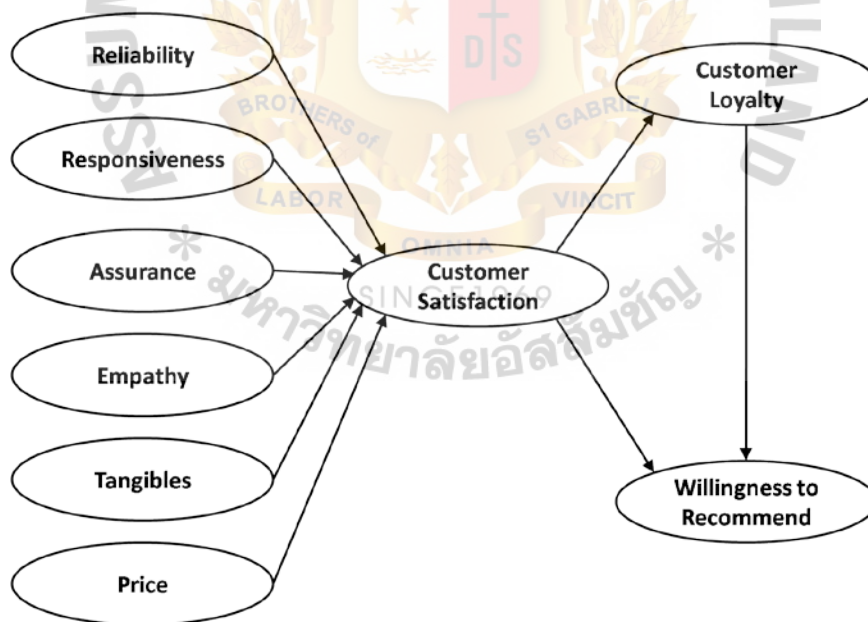 Reliability
Responsiveness
Assurance
Empathy
Tangibles
Price
Customer
Satisfaction
Customer
Loyalty
Willingness to
Recommend
D S
BROTHERS of
S1 GABRIEL
LABOR
VINCIT
OMNIA
SINCE1969
มหาวิทยาลัยอัสสัมชัญ